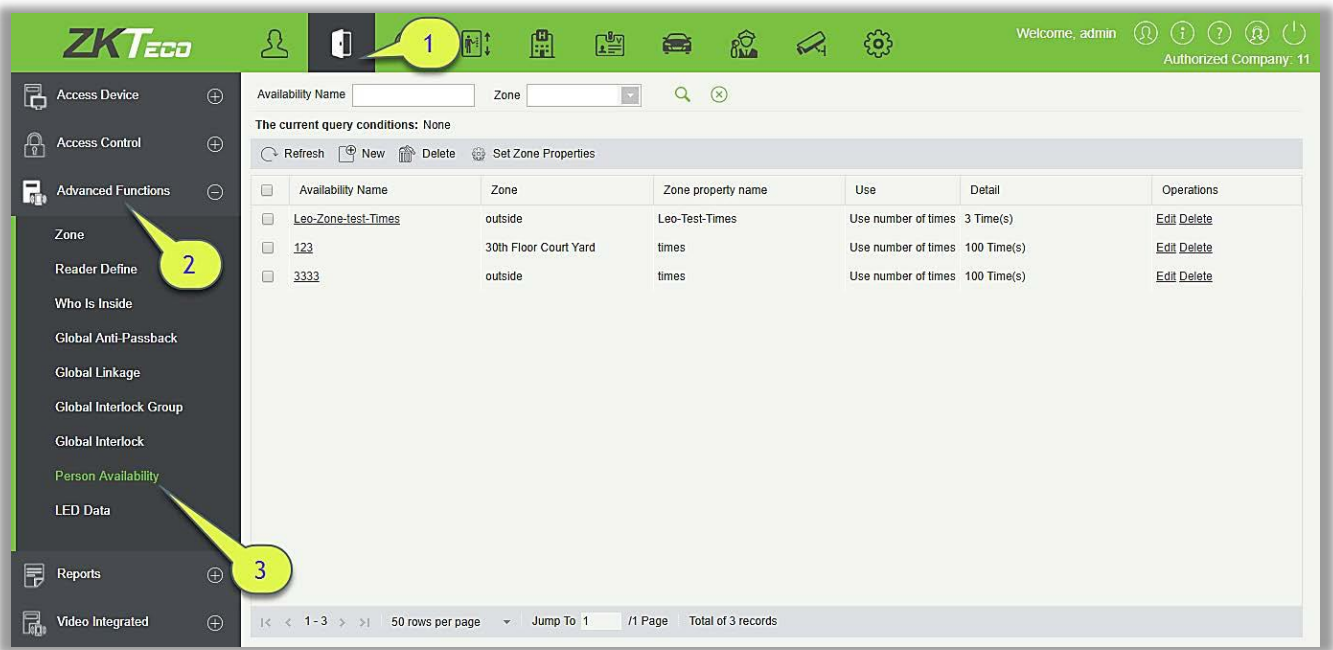 ZKTECO
1
Welcome, admin
Authorized Company: 11
Access Device
Access Control
Advanced Functions
2
Zone
Reader Define
Who Is Inside
Global Anti-Passback
Global Linkage
Global Interlock Group
Global Interlock
Person Availability
LED Data
3
Reports
Video Integrated
Availability Name Zone
The current query conditions: None
Refresh New Delete Set Zone Properties
Availability Name Zone Zone property name Use Detail Operations
Leo-Zone-test-Times outside Leo-Test-Times Use number of times 3 Time(s) Edit Delete
123 30th Floor Court Yard times Use number of times 100 Time(s) Edit Delete
3333 outside times Use number of times 100 Time(s) Edit Delete
|< < 1-3 > >| 50 rows per page Jump To 1 /1 Page Total of 3 records